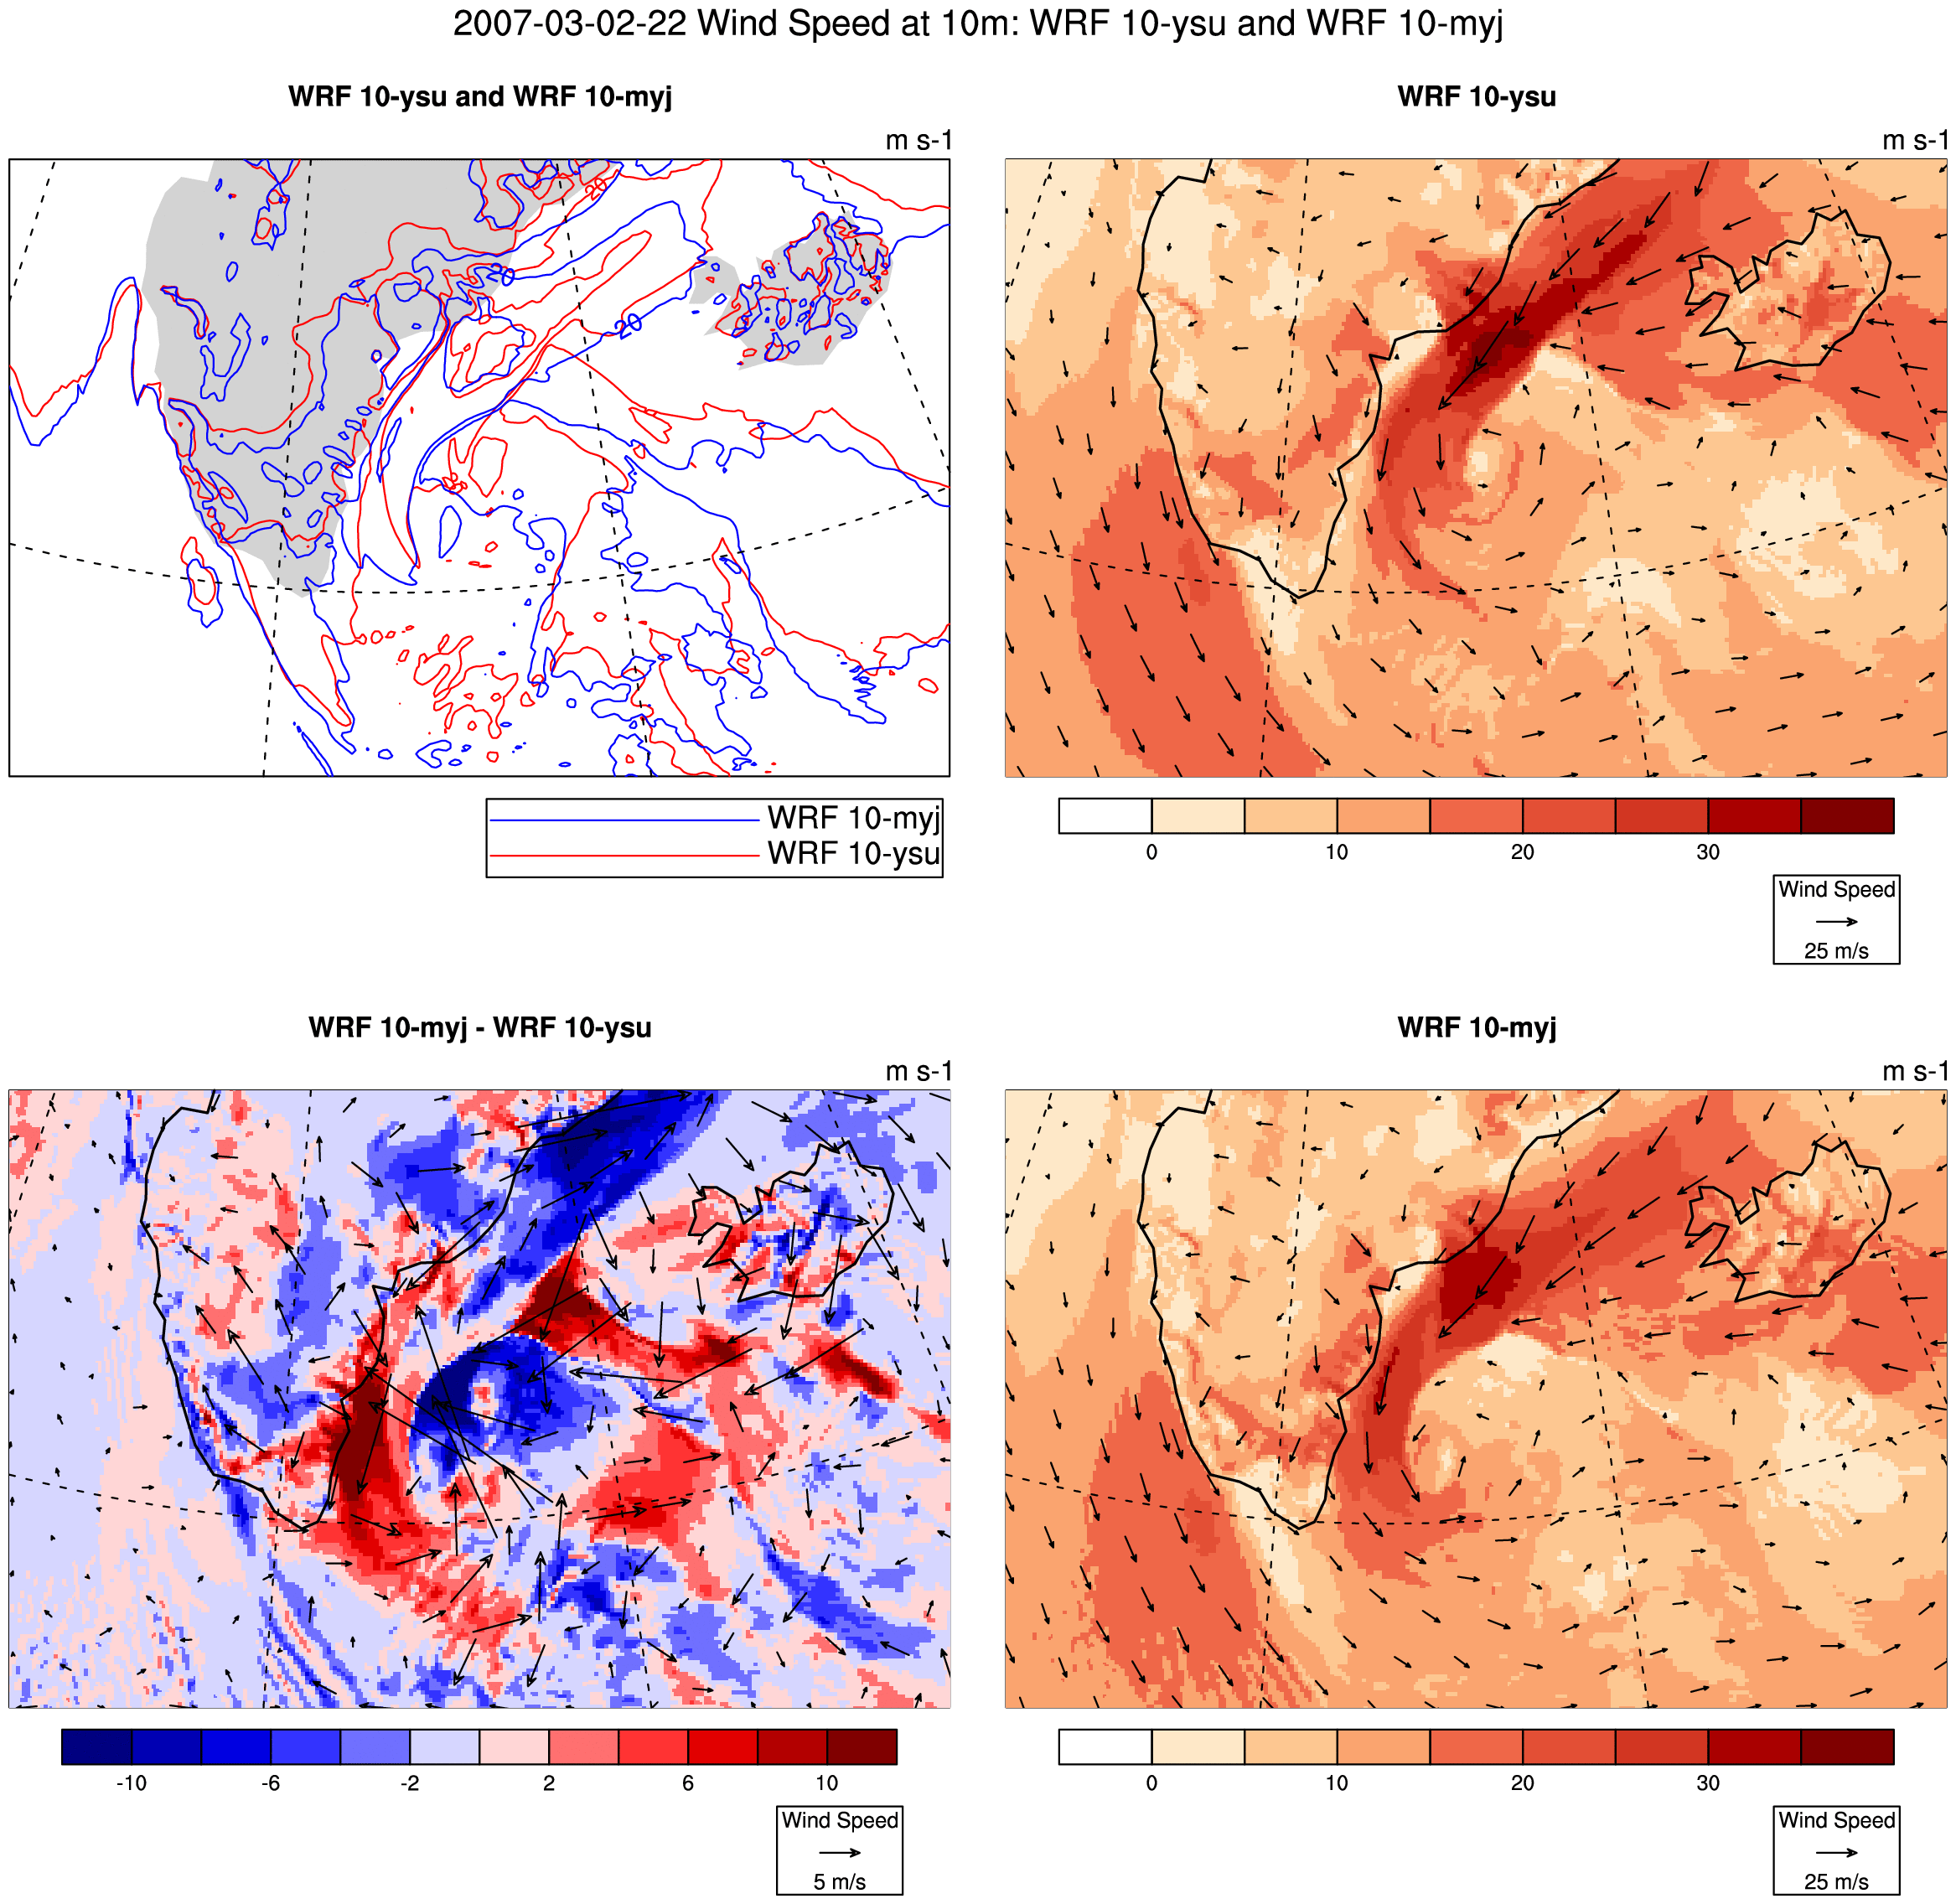 2007-03-02-22 Wind Speed at 10m: WRF 10-ysu and WRF 10-myj
WRF 10-ysu and WRF 10-myj
m s-1
20
20
20
WRF 10-myj
WRF 10-ysu
WRF 10-ysu
m s-1
0 10 20 30
Wind Speed
25 m/s
WRF 10-myj - WRF 10-ysu
m s-1
-10 -6 -2 2 6 10
Wind Speed
5 m/s
WRF 10-myj
m s-1
0 10 20 30
Wind Speed
25 m/s